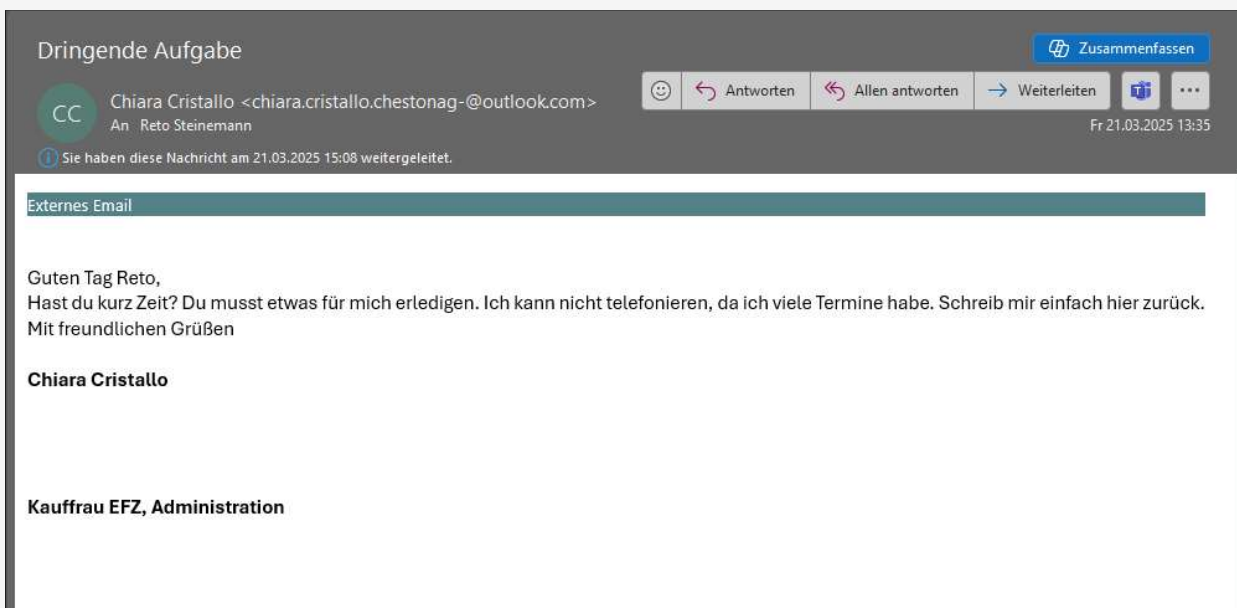 Dringende Aufgabe
Zusammenfassen
CC
Chiara Cristallo <chiara.cristallo.chestonag-@outlook.com>
Antworten
Allen antworten
Weiterleiten
An Reto Steinemann
Fr 21.03.2025 13:35
Sie haben diese Nachricht am 21.03.2025 15:08 weitergeleitet.
Externes Email
Guten Tag Reto,
Hast du kurz Zeit? Du musst etwas für mich erledigen. Ich kann nicht telefonieren, da ich viele Termine habe. Schreib mir einfach hier zurück.
Mit freundlichen Grüßen
Chiara Cristallo
Kauffrau EFZ, Administration